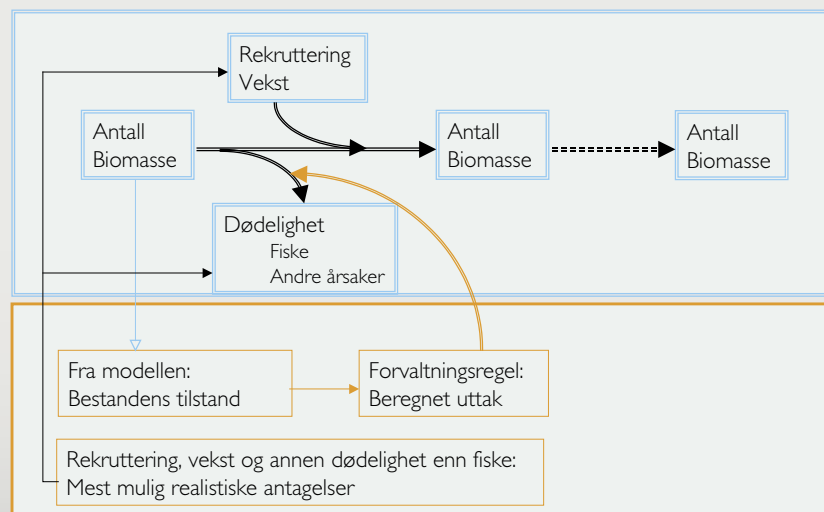 Rekruttering
Vekst
Antall
Biomasse
Antall
Biomasse
Antall
Biomasse
Dødelighet
Fiske
Andre årsaker
Fra modellen:
Bestandens tilstand
Forvaltningsregel:
Beregnet uttak
Rekruttering, vekst og annen dødelighet enn fiske:
Mest mulig realistiske antagelser